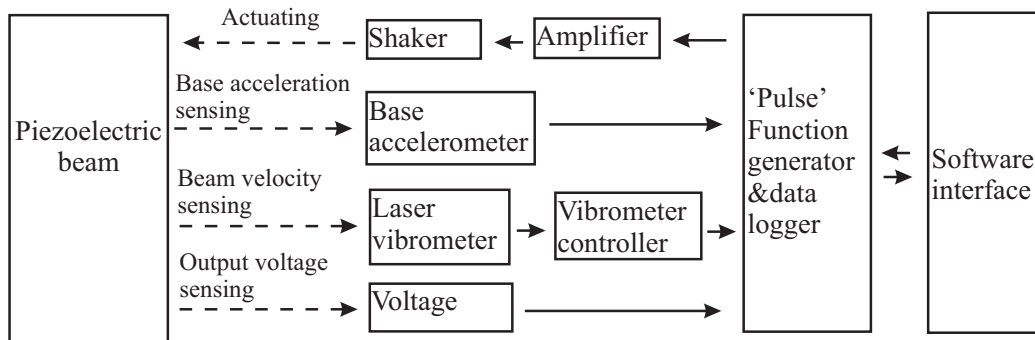 Actuating
Shaker
Amplifier
Base acceleration
sensing
Base
accelerometer
Piezoelectric
beam
‘Pulse’
Function
generator
&data
logger
Software
interface
Beam velocity
sensing
Laser
vibrometer
Vibrometer
controller
Output voltage
sensing
Voltage